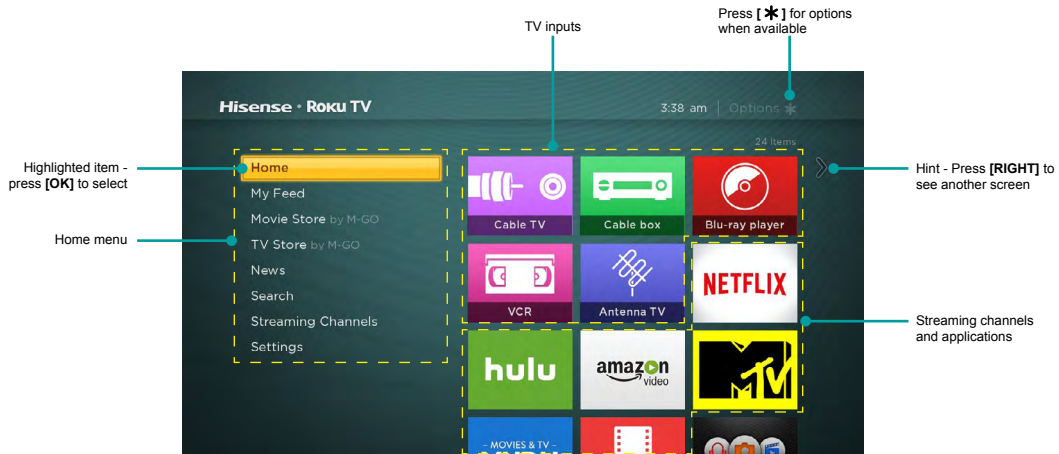 Press [ ✱ ] for options
when available
TV inputs
Hisense • ROKU TV
3:38 am | Options ✱
24 Items
Highlighted item -
press [OK] to select
Home
Hint - Press [RIGHT] to
see another screen
My Feed
Movie Store by M-GO
Home menu
TV Store by M-GO
News
Search
Streaming Channels
Settings
Cable TV
Cable box
Blu-ray player
VCR
Antenna TV
NETFLIX
Streaming channels
and applications
hulu
amazon
video
MTV
- MOVIES & TV -